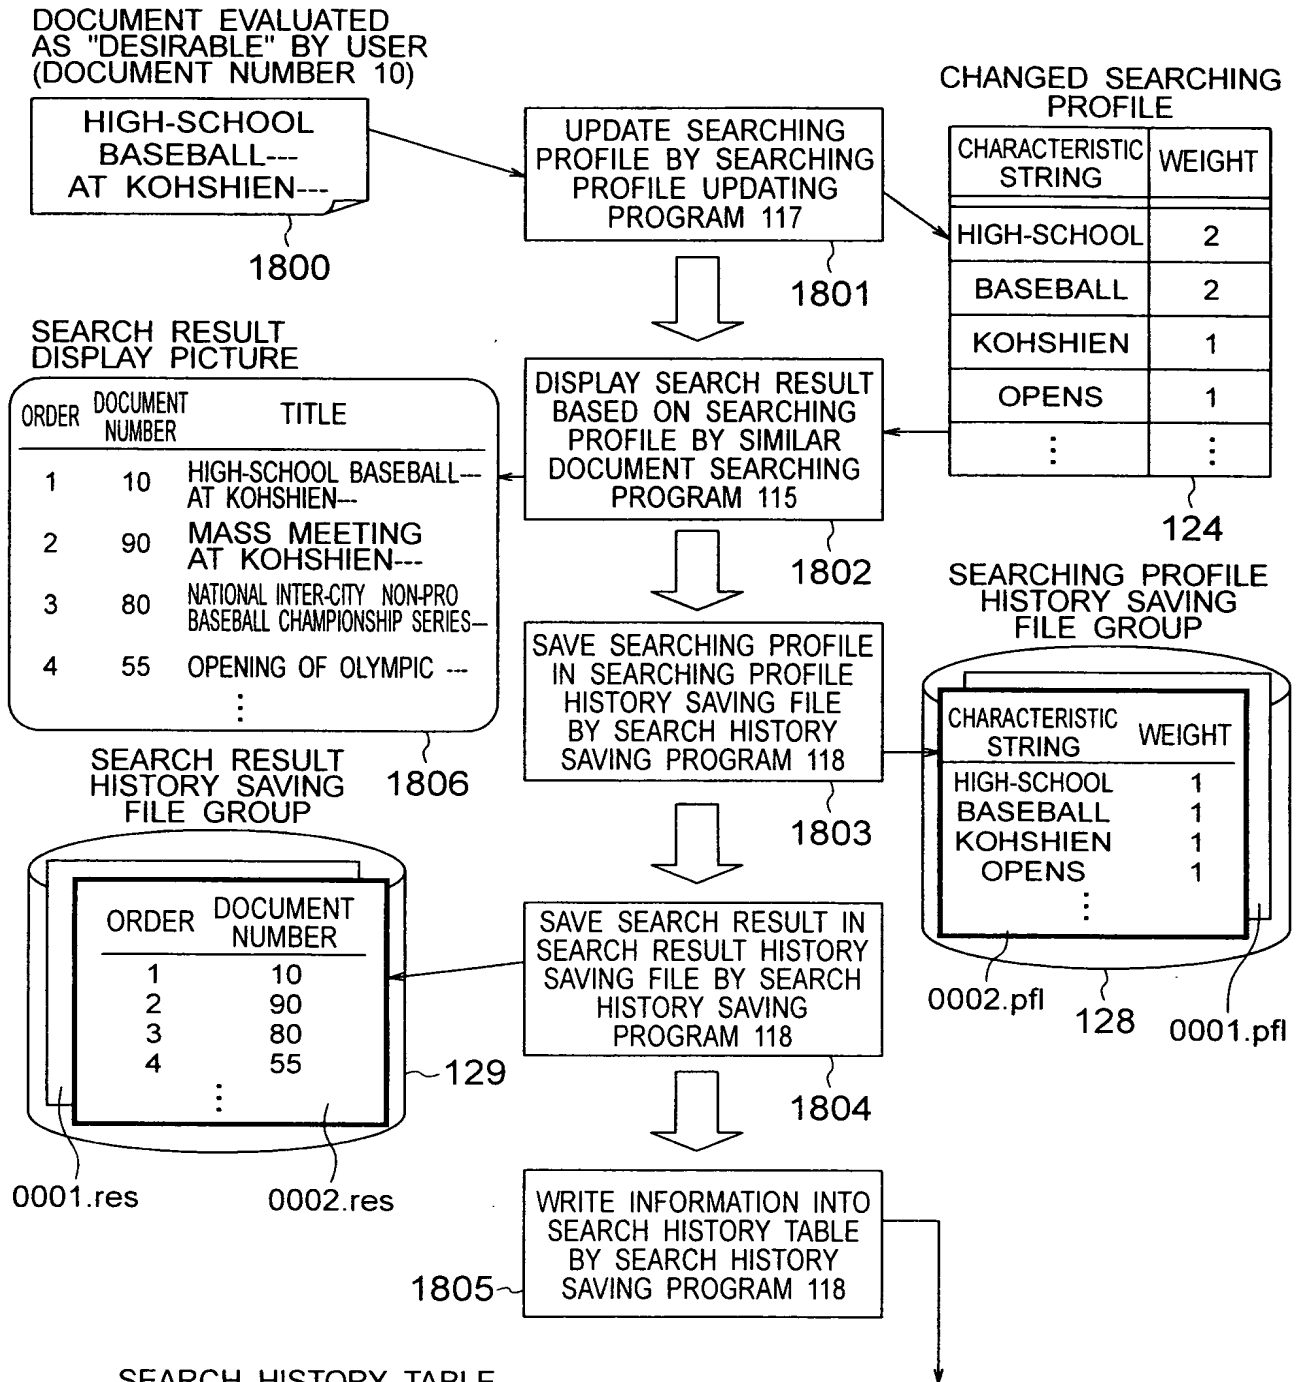 DOCUMENT EVALUATED
AS "DESIRABLE" BY USER
(DOCUMENT NUMBER 10)
HIGH-SCHOOL
BASEBALL---
AT KOHSHIEN---
1800
UPDATE SEARCHING
PROFILE BY SEARCHING
PROFILE UPDATING
PROGRAM 117
1801
CHANGED SEARCHING
PROFILE
CHARACTERISTIC STRING WEIGHT
HIGH-SCHOOL 2
BASEBALL 2
KOHSHIEN 1
OPENS 1
⋮ ⋮
124
SEARCH RESULT
DISPLAY PICTURE
ORDER DOCUMENT NUMBER TITLE
1 10 HIGH-SCHOOL BASEBALL---
AT KOHSHIEN---
2 90 MASS MEETING
AT KOHSHIEN---
3 80 NATIONAL INTER-CITY NON-PRO
BASEBALL CHAMPIONSHIP SERIES---
4 55 OPENING OF OLYMPIC ---
⋮
1806
DISPLAY SEARCH RESULT
BASED ON SEARCHING
PROFILE BY SIMILAR
DOCUMENT SEARCHING
PROGRAM 115
1802
SEARCHING PROFILE
HISTORY SAVING
FILE GROUP
CHARACTERISTIC STRING WEIGHT
HIGH-SCHOOL 1
BASEBALL 1
KOHSHIEN 1
OPENS 1
⋮
0002.pfl
128
0001.pfl
SAVE SEARCHING PROFILE
IN SEARCHING PROFILE
HISTORY SAVING FILE
BY SEARCH HISTORY
SAVING PROGRAM 118
1803
SEARCH RESULT
HISTORY SAVING
FILE GROUP
ORDER DOCUMENT NUMBER
1 10
2 90
3 80
4 55
⋮
129
0001.res
0002.res
SAVE SEARCH RESULT IN
SEARCH RESULT HISTORY
SAVING FILE BY SEARCH
HISTORY SAVING
PROGRAM 118
1804
WRITE INFORMATION INTO
SEARCH HISTORY TABLE
BY SEARCH HISTORY
SAVING PROGRAM 118
1805
SEARCH HISTORY TABLE